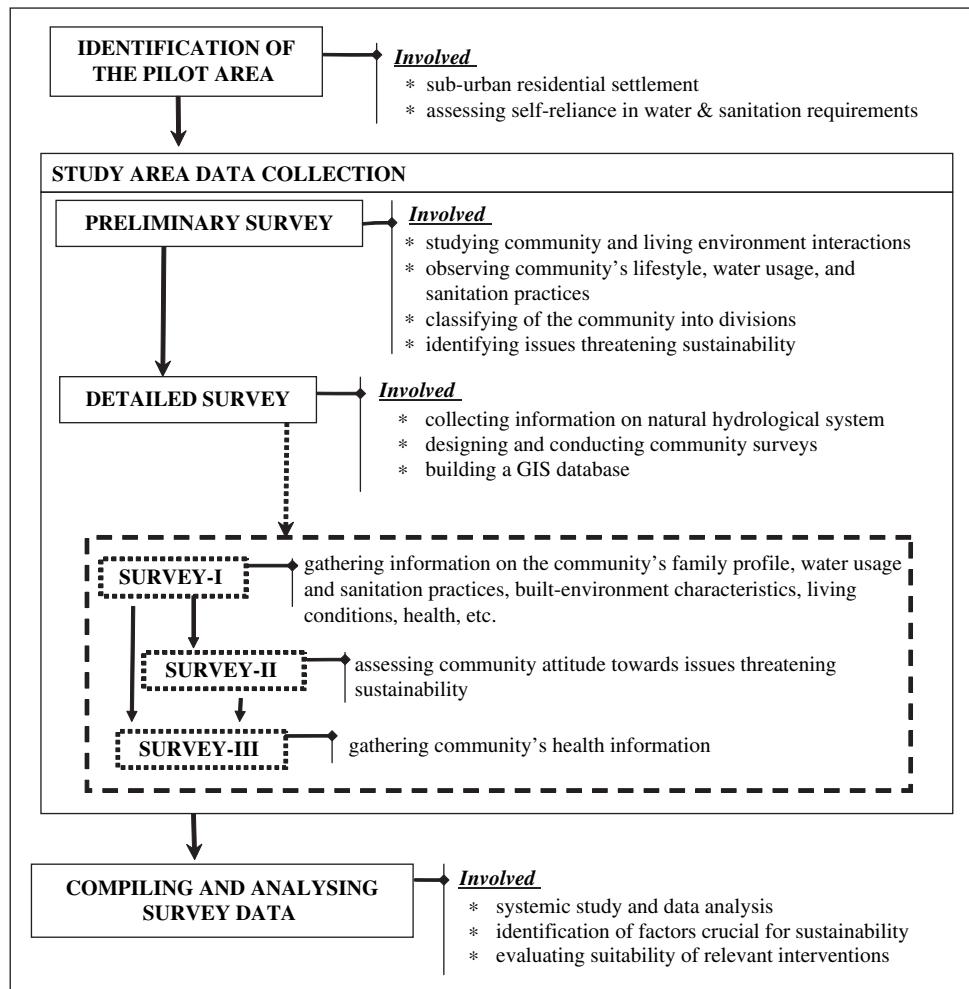 IDENTIFICATION OF
THE PILOT AREA
Involved
* sub-urban residential settlement
* assessing self-reliance in water & sanitation requirements
STUDY AREA DATA COLLECTION
PRELIMINARY SURVEY
Involved
* studying community and living environment interactions
* observing community's lifestyle, water usage, and
sanitation practices
* classifying of the community into divisions
* identifying issues threatening sustainability
DETAILED SURVEY
Involved
* collecting information on natural hydrological system
* designing and conducting community surveys
* building a GIS database
SURVEY-I
gathering information on the community's family profile, water usage
and sanitation practices, built-environment characteristics, living
conditions, health, etc.
SURVEY-II
assessing community attitude towards issues threatening
sustainability
SURVEY-III
gathering community's health information
COMPILING AND ANALYSING
SURVEY DATA
Involved
* systemic study and data analysis
* identification of factors crucial for sustainability
* evaluating suitability of relevant interventions